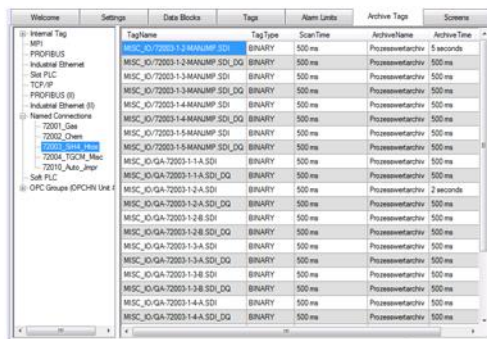 Welcome Settings Data Blocks Tags Alarm Limits Archive Tags Screens
Internal Tag
MPI
PROFIBUS
Industrial Ethernet
Slot PLC
TCP/IP
PROFIBUS (II)
Industrial Ethernet (II)
Named Connections
72001_Gas
72002_Chem
72003_SiH4_Htox
72004_TGCM_Misc
72010_Auto_Jmpr
Soft PLC
OPC Groups (OPCHN Unit
TagName TagType ScanTime ArchiveName ArchiveTime
MISC_IO/72003-1-2-MANJMP.SDI BINARY 500 ms Prozesswertarchiv 5 seconds
MISC_IO/72003-1-2-MANJMP.SDI_DQ BINARY 500 ms Prozesswertarchiv 500 ms
MISC_IO/72003-1-3-MANJMP.SDI BINARY 500 ms Prozesswertarchiv 500 ms
MISC_IO/72003-1-3-MANJMP.SDI_DQ BINARY 500 ms Prozesswertarchiv 500 ms
MISC_IO/72003-1-4-MANJMP.SDI BINARY 500 ms Prozesswertarchiv 500 ms
MISC_IO/72003-1-4-MANJMP.SDI_DQ BINARY 500 ms Prozesswertarchiv 500 ms
MISC_IO/72003-1-5-MANJMP.SDI BINARY 500 ms Prozesswertarchiv 500 ms
MISC_IO/72003-1-5-MANJMP.SDI_DQ BINARY 500 ms Prozesswertarchiv 500 ms
MISC_IO/QA-72003-1-1-A.SDI BINARY 500 ms Prozesswertarchiv 500 ms
MISC_IO/QA-72003-1-1-A.SDI_DQ BINARY 500 ms Prozesswertarchiv 500 ms
MISC_IO/QA-72003-1-2-A.SDI BINARY 500 ms Prozesswertarchiv 2 seconds
MISC_IO/QA-72003-1-2-A.SDI_DQ BINARY 500 ms Prozesswertarchiv 500 ms
MISC_IO/QA-72003-1-2-B.SDI BINARY 500 ms Prozesswertarchiv 500 ms
MISC_IO/QA-72003-1-2-B.SDI_DQ BINARY 500 ms Prozesswertarchiv 500 ms
MISC_IO/QA-72003-1-3-A.SDI BINARY 500 ms Prozesswertarchiv 500 ms
MISC_IO/QA-72003-1-3-A.SDI_DQ BINARY 500 ms Prozesswertarchiv 500 ms
MISC_IO/QA-72003-1-3-B.SDI BINARY 500 ms Prozesswertarchiv 500 ms
MISC_IO/QA-72003-1-3-B.SDI_DQ BINARY 500 ms Prozesswertarchiv 500 ms
MISC_IO/QA-72003-1-4-A.SDI BINARY 500 ms Prozesswertarchiv 500 ms
MISC_IO/QA-72003-1-4-A.SDI_DQ BINARY 500 ms Prozesswertarchiv 500 ms